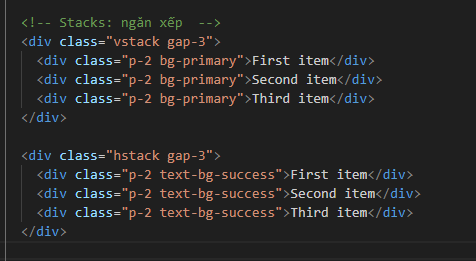 <!-- Stacks: ngăn xếp  -->
<div class="vstack gap-3">
  <div class="p-2 bg-primary">First item</div>
  <div class="p-2 bg-primary">Second item</div>
  <div class="p-2 bg-primary">Third item</div>
</div>

<div class="hstack gap-3">
  <div class="p-2 text-bg-success">First item</div>
  <div class="p-2 text-bg-success">Second item</div>
  <div class="p-2 text-bg-success">Third item</div>
</div>